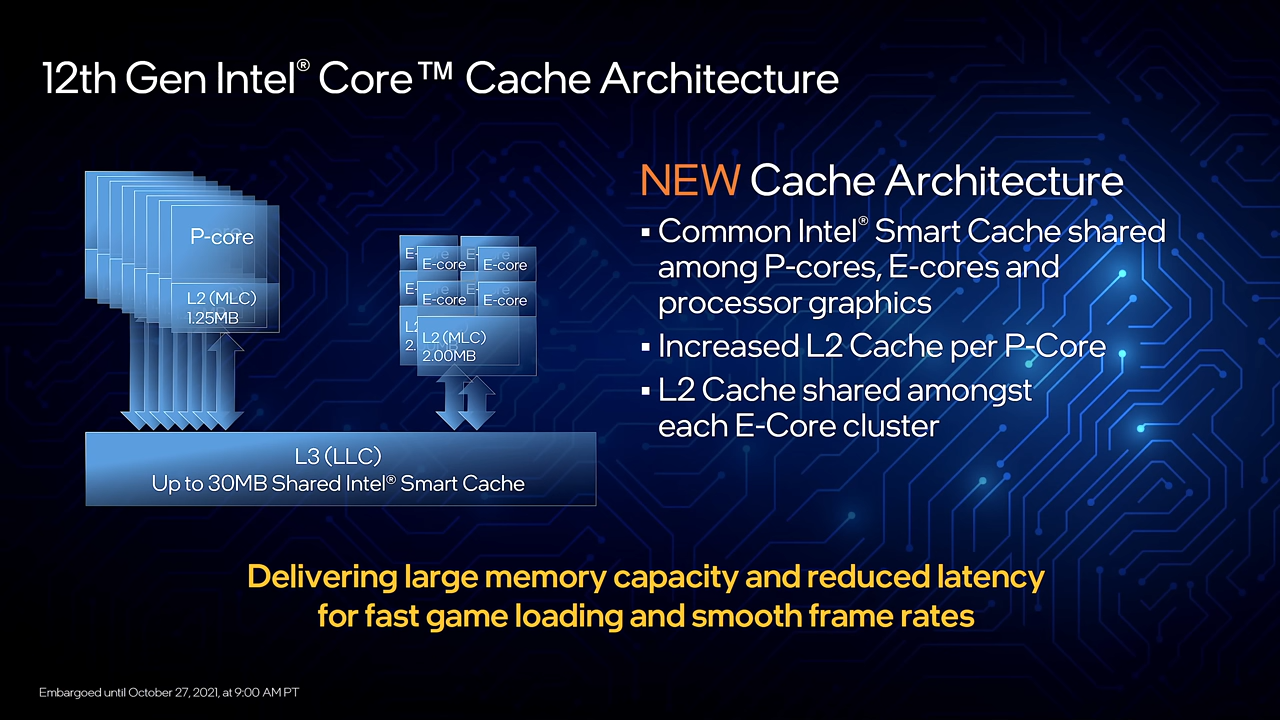 12th Gen Intel® Core™ Cache Architecture
P-core
L2 (MLC)
1.25MB
E-core
E-core
E-core
E-core
L2 (MLC)
2.00MB
L3 (LLC)
Up to 30MB Shared Intel® Smart Cache
NEW Cache Architecture
▪ Common Intel® Smart Cache shared
among P-cores, E-cores and
processor graphics
▪ Increased L2 Cache per P-Core
▪ L2 Cache shared amongst
each E-Core cluster
Delivering large memory capacity and reduced latency
for fast game loading and smooth frame rates
Embargoed until October 27, 2021, at 9:00 AM PT